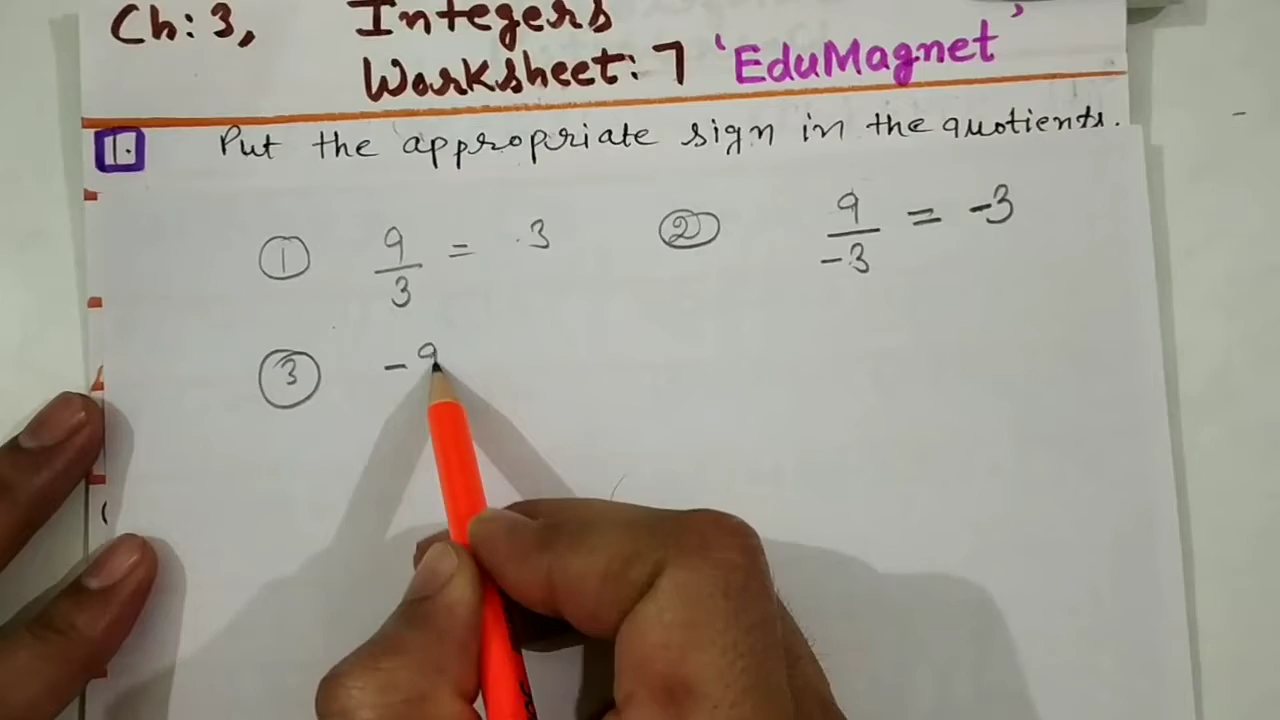 Ch: 3, Integers
Worksheet: 7 'EduMagnet'
1. Put the appropriate sign in the quotients.
① 9/3 = 3 ② 9/-3 = -3
③ -9